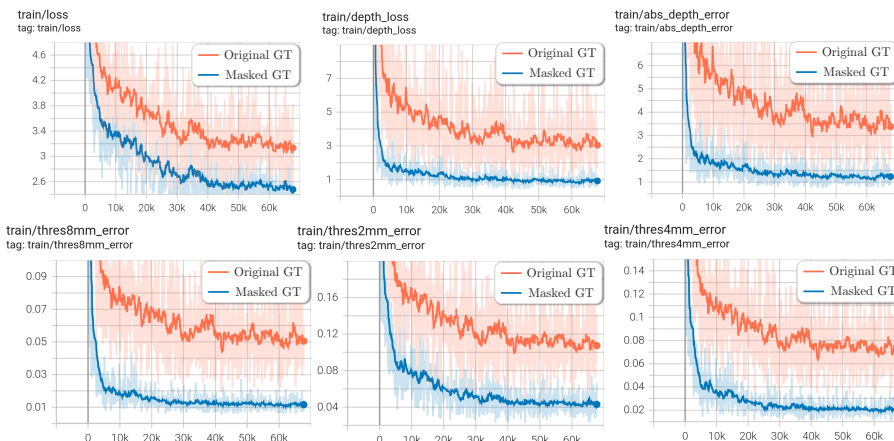 train/loss
tag: train/loss
4.6
4.2
3.8
3.4
3
2.6
0 10k 20k 30k 40k 50k 60k
Original GT
Masked GT
train/depth_loss
tag: train/depth_loss
7
5
3
1
0 10k 20k 30k 40k 50k 60k
Original GT
Masked GT
train/abs_depth_error
tag: train/abs_depth_error
6
5
4
3
2
1
0 10k 20k 30k 40k 50k 60k
Original GT
Masked GT
train/thres8mm_error
tag: train/thres8mm_error
0.09
0.07
0.05
0.03
0.01
0 10k 20k 30k 40k 50k 60k
Original GT
Masked GT
train/thres2mm_error
tag: train/thres2mm_error
0.16
0.12
0.08
0.04
0 10k 20k 30k 40k 50k 60k
Original GT
Masked GT
train/thres4mm_error
tag: train/thres4mm_error
0.14
0.12
0.1
0.08
0.06
0.04
0.02
0 10k 20k 30k 40k 50k 60k
Original GT
Masked GT